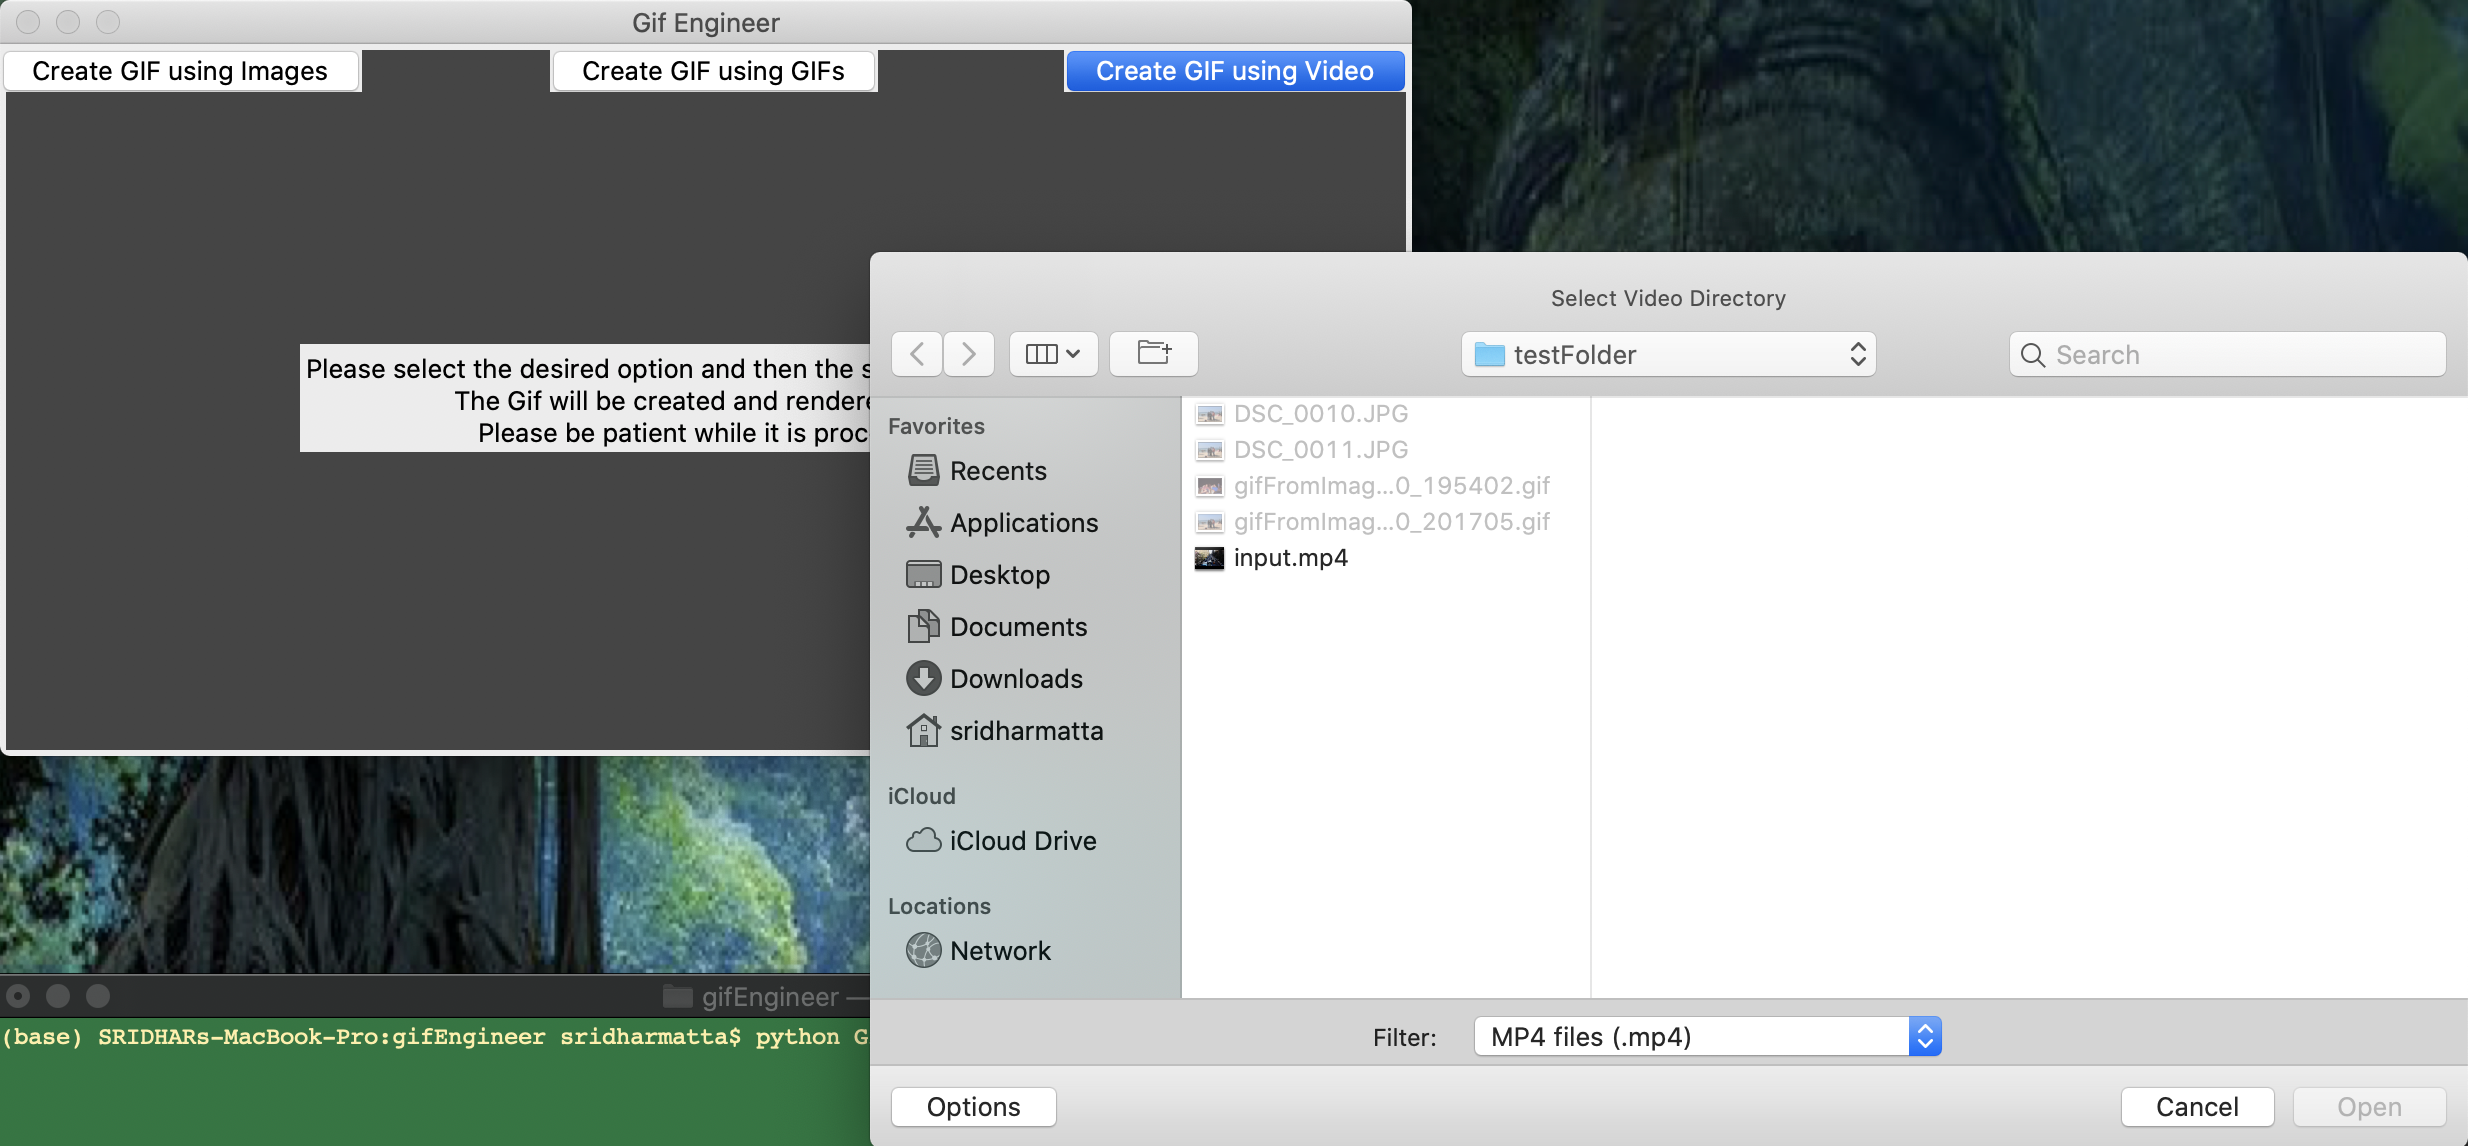 Gif Engineer
Create GIF using Images
Create GIF using GIFs
Create GIF using Video
Please select the desired option and then the
The Gif will be created and
Please be patient while it is
Select Video Directory
testFolder
Search
Favorites
Recents
Applications
Desktop
Documents
Downloads
sridharmatta
iCloud
iCloud Drive
Locations
Network
DSC_0010.JPG
DSC_0011.JPG
gifFromImag...0_195402.gif
gifFromImag...0_201705.gif
input.mp4
Filter:
MP4 files (.mp4)
Options
Cancel
Open
gifEngineer —
(base) SRIDHARs-MacBook-Pro:gifEngineer sridharmatta$ python